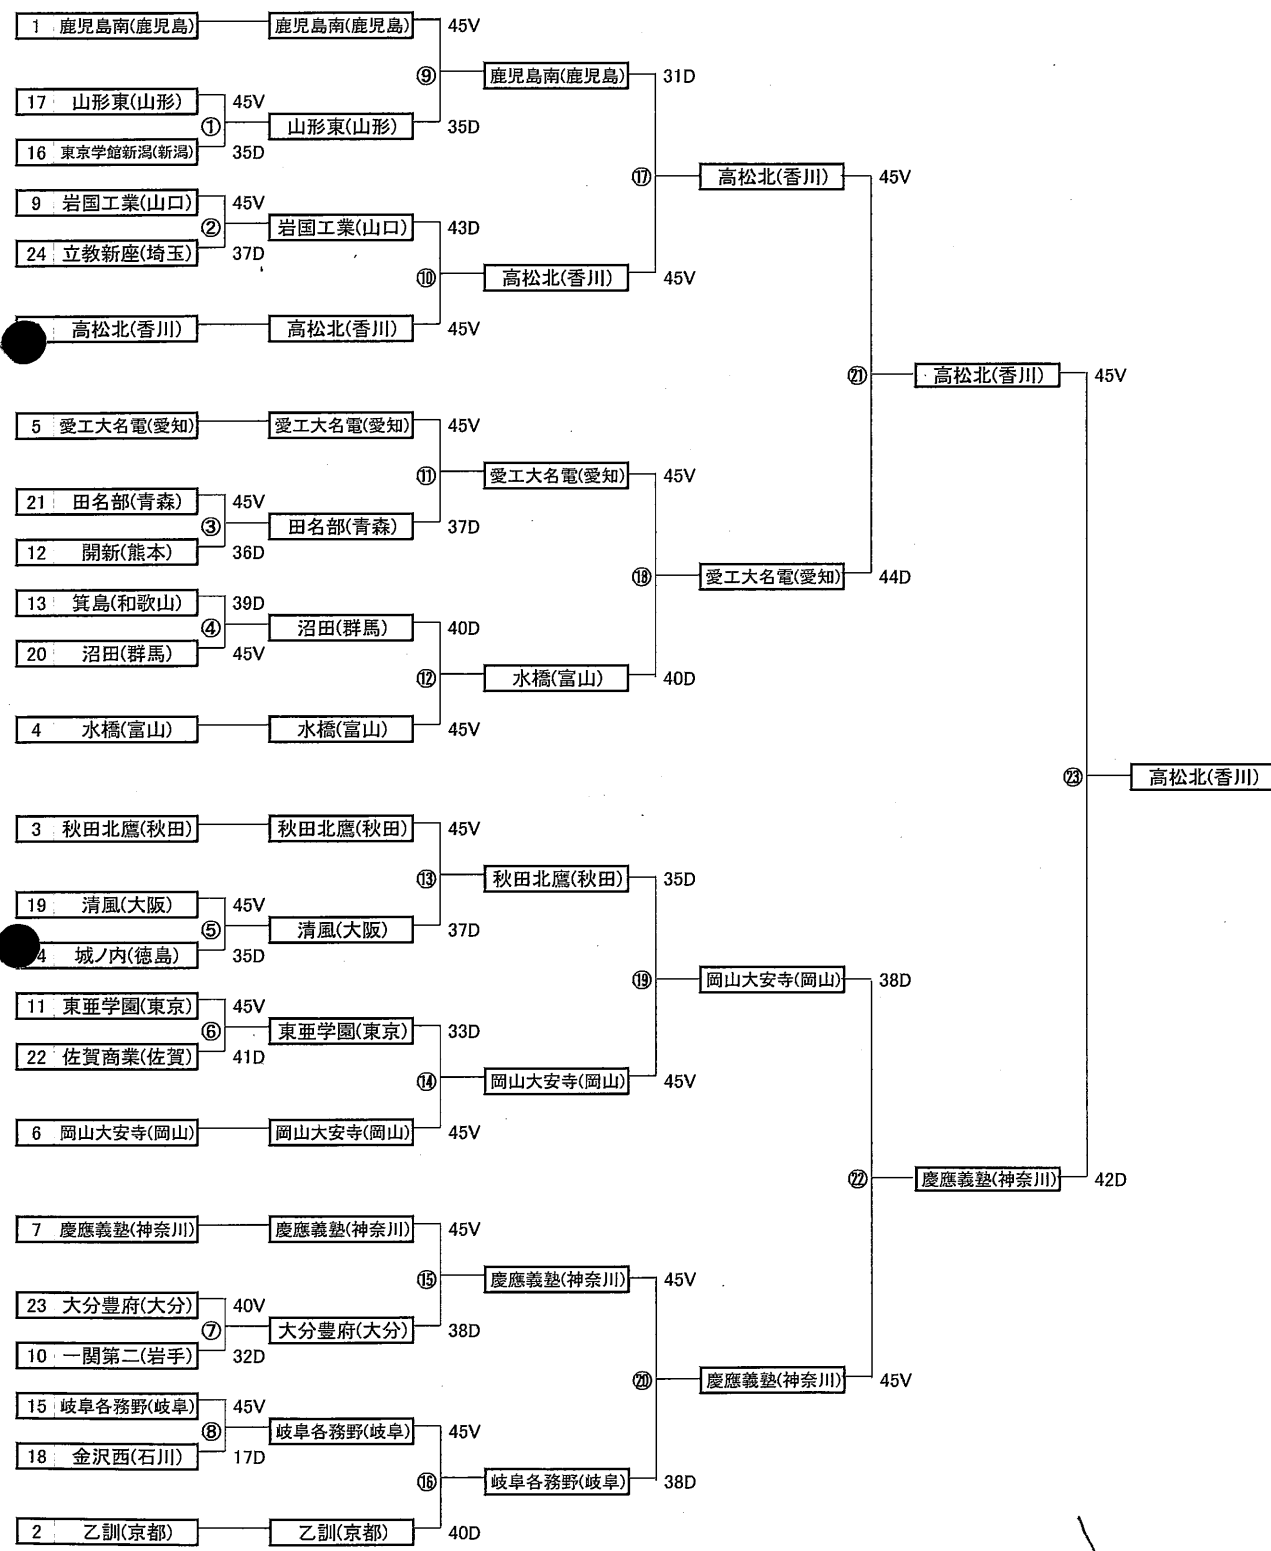 1 鹿児島南(鹿児島) 鹿児島南(鹿児島) 45V
⑨ 鹿児島南(鹿児島) 31D
17 山形東(山形) 45V
① 山形東(山形) 35D
16 東京学館新潟(新潟) 35D
⑰ 高松北(香川) 45V
9 岩国工業(山口) 45V
② 岩国工業(山口) 43D
24 立教新座(埼玉) 37D
⑩ 高松北(香川) 45V
高松北(香川) 高松北(香川) 45V
㉑ 高松北(香川) 45V
5 愛工大名電(愛知) 愛工大名電(愛知) 45V
⑪ 愛工大名電(愛知) 45V
21 田名部(青森) 45V
③ 田名部(青森) 37D
12 開新(熊本) 36D
⑱ 愛工大名電(愛知) 44D
13 箕島(和歌山) 39D
④ 沼田(群馬) 40D
20 沼田(群馬) 45V
⑫ 水橋(富山) 40D
4 水橋(富山) 水橋(富山) 45V
㉓ 高松北(香川)
3 秋田北鷹(秋田) 秋田北鷹(秋田) 45V
⑬ 秋田北鷹(秋田) 35D
19 清風(大阪) 45V
⑤ 清風(大阪) 37D
4 城ノ内(徳島) 35D
⑲ 岡山大安寺(岡山) 38D
11 東亜学園(東京) 45V
⑥ 東亜学園(東京) 33D
22 佐賀商業(佐賀) 41D
⑭ 岡山大安寺(岡山) 45V
6 岡山大安寺(岡山) 岡山大安寺(岡山) 45V
㉒ 慶應義塾(神奈川) 42D
7 慶應義塾(神奈川) 慶應義塾(神奈川) 45V
⑮ 慶應義塾(神奈川) 45V
23 大分豊府(大分) 40V
⑦ 大分豊府(大分) 38D
10 一関第二(岩手) 32D
⑳ 慶應義塾(神奈川) 45V
15 岐阜各務野(岐阜) 45V
⑧ 岐阜各務野(岐阜) 45V
18 金沢西(石川) 17D
⑯ 岐阜各務野(岐阜) 38D
2 乙訓(京都) 乙訓(京都) 40D